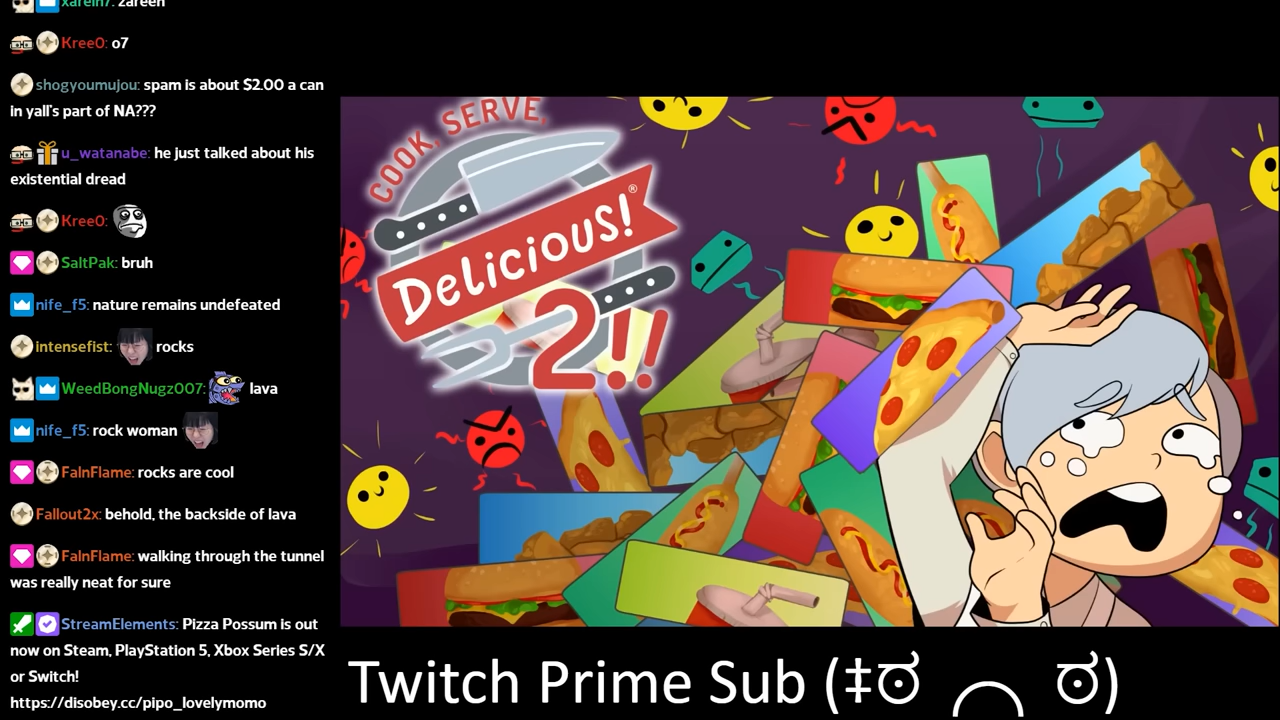 xarein7: zareen
Kree0: o7
shogyoumujou: spam is about $2.00 a can
in yall's part of NA???
u_watanabe: he just talked about his
existential dread
Kree0:
SaltPak: bruh
nife_f5: nature remains undefeated
intensefist: rocks
WeedBongNugz007: lava
nife_f5: rock woman
FalnFlame: rocks are cool
Fallout2x: behold, the backside of lava
FalnFlame: walking through the tunnel
was really neat for sure
StreamElements: Pizza Possum is out
now on Steam, PlayStation 5, Xbox Series S/X
or Switch!
https://disobey.cc/pipo_lovelymomo
COOK, SERVE,
DELICIOUS!®
2!!
Twitch Prime Sub (‡ಠ ⁔ ಠ)